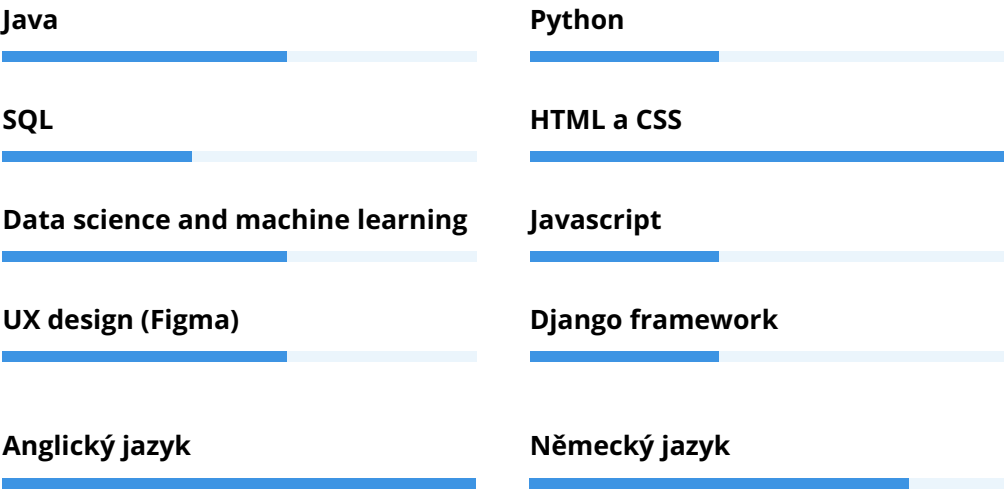 Java
Python
SQL
HTML a CSS
Data science and machine learning
Javascript
UX design (Figma)
Django framework
Anglický jazyk
Německý jazyk